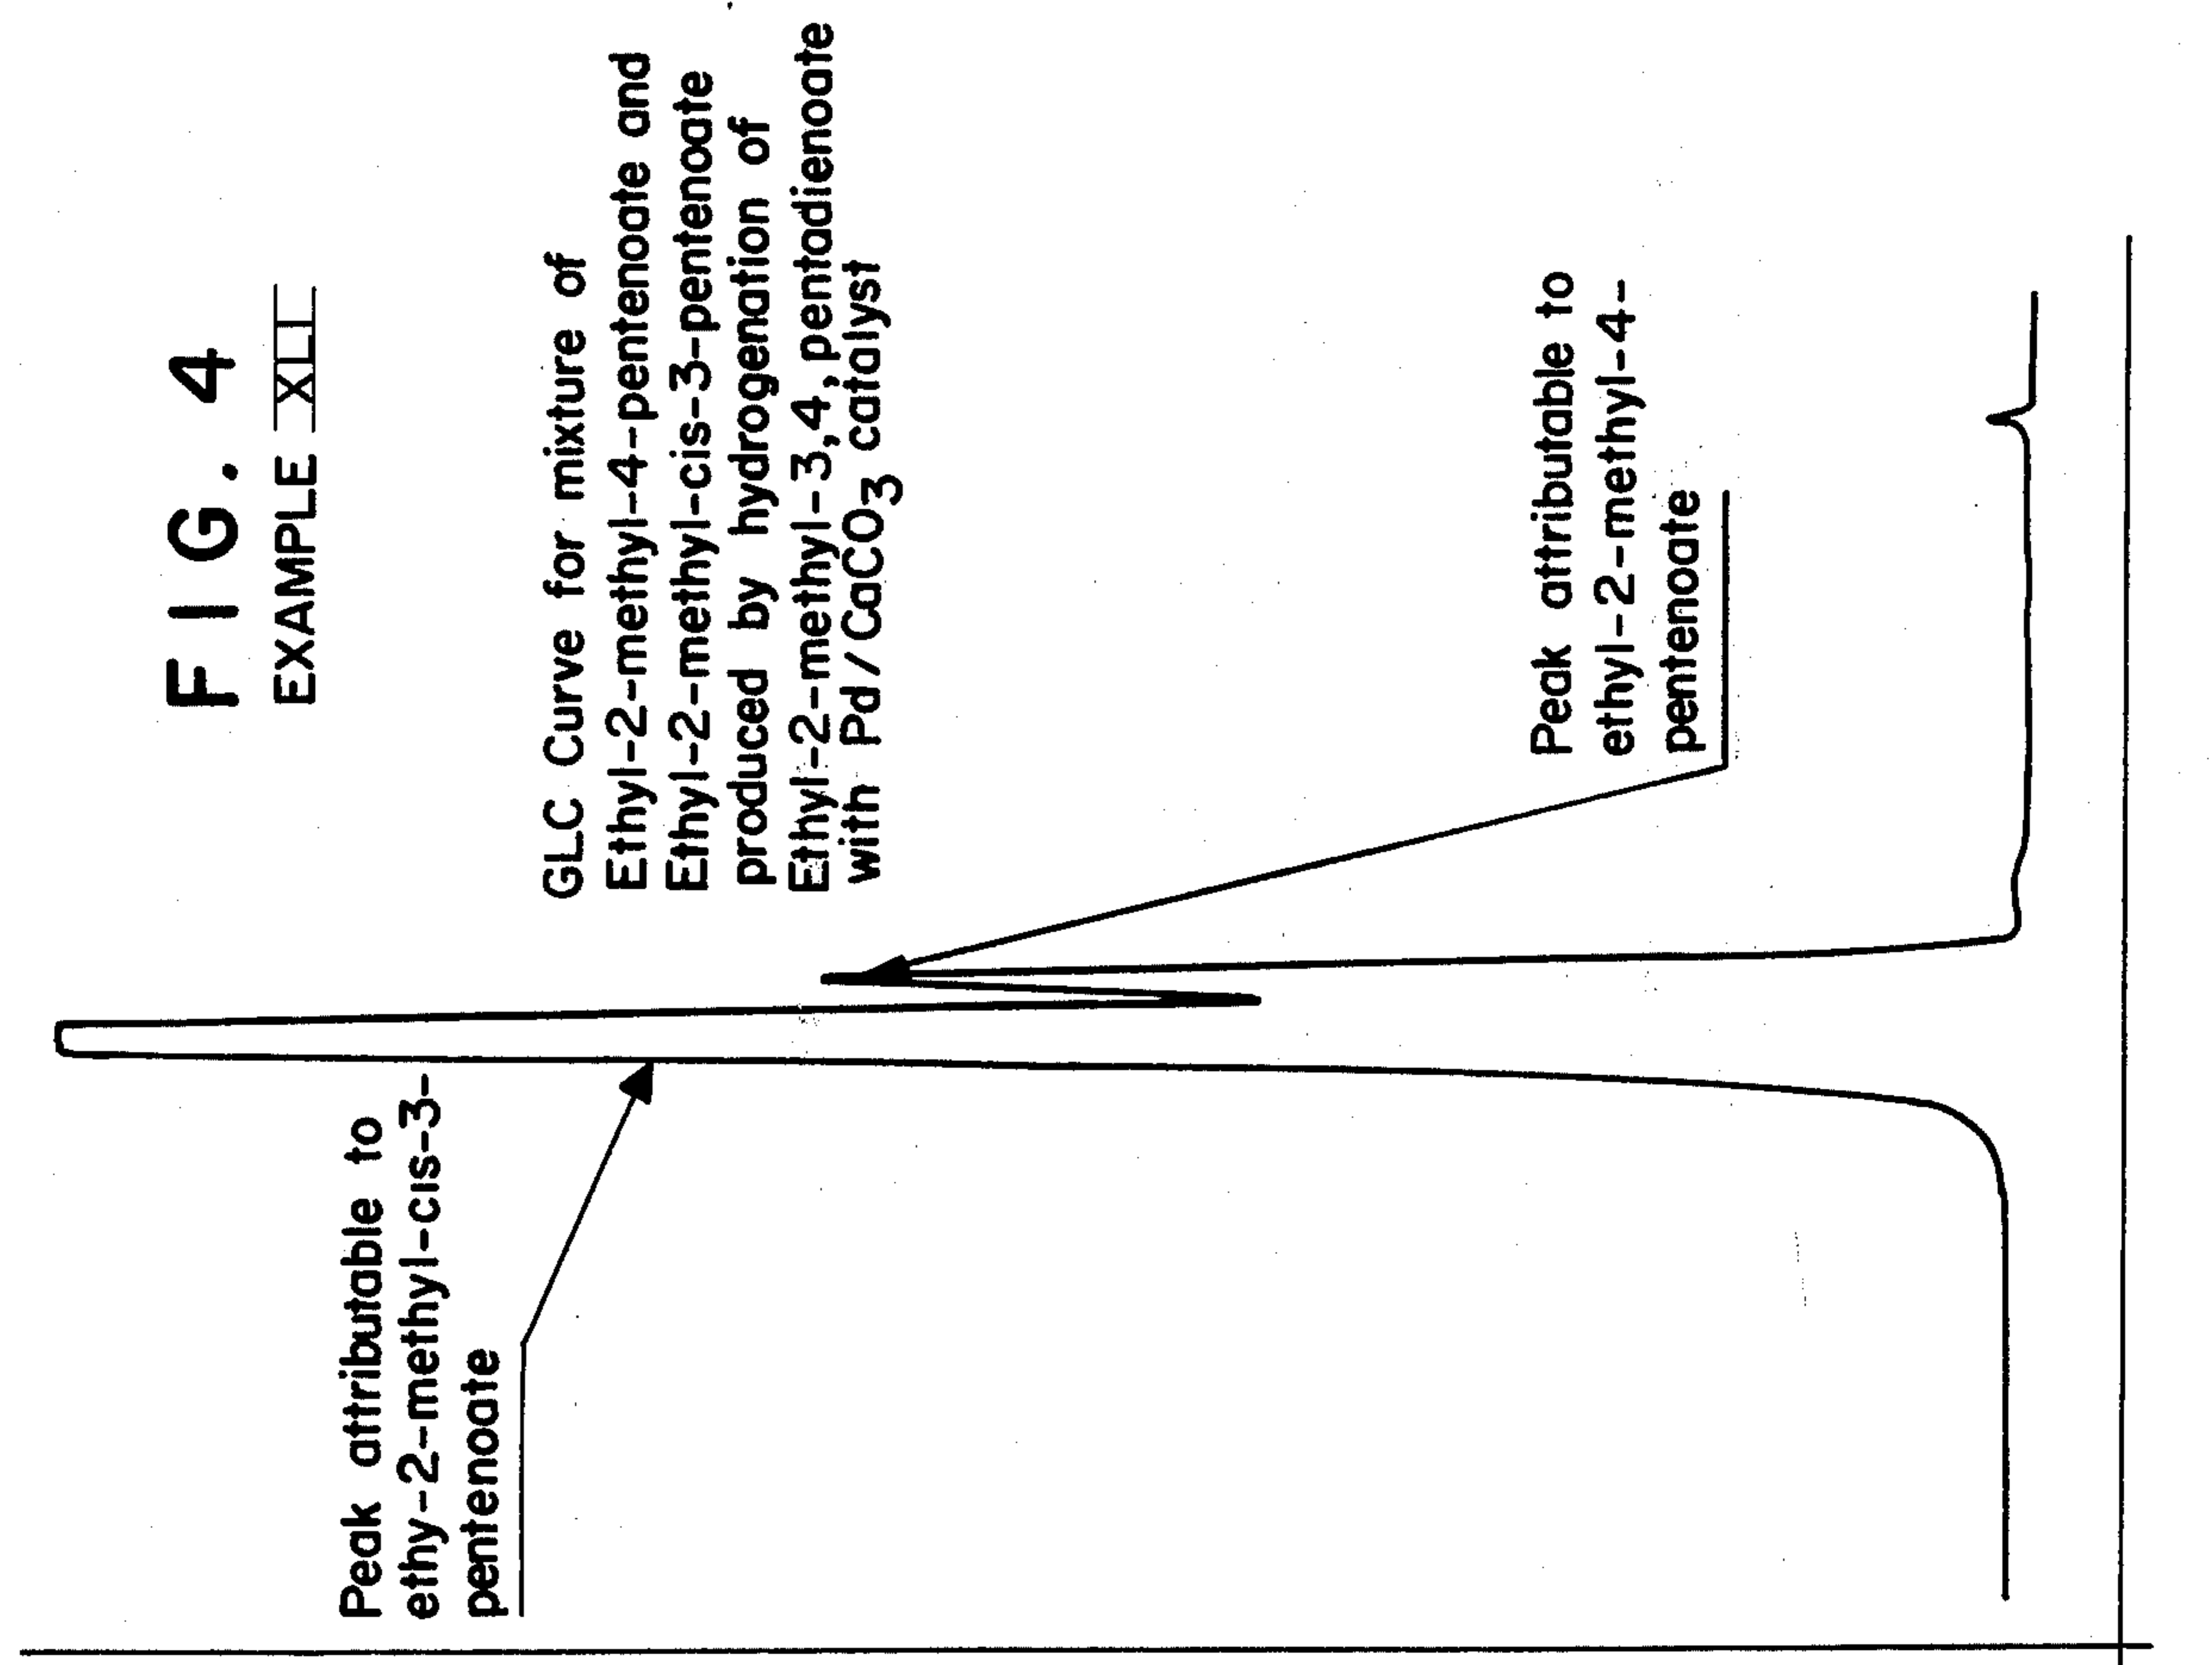 FIG. 4
EXAMPLE XLI
GLC Curve for mixture of
Ethyl-2-methyl-4-pentenoate and
Ethyl-2-methyl-cis-3-pentenoate
produced by hydrogenation of
Ethyl-2-methyl-3,4,pentadienoate
with Pd/CaCO3 catalyst
Peak attributable to
ethy-2-methyl-cis-3-
pentenoate
Peak attributable to
ethyl-2-methyl-4-
pentenoate